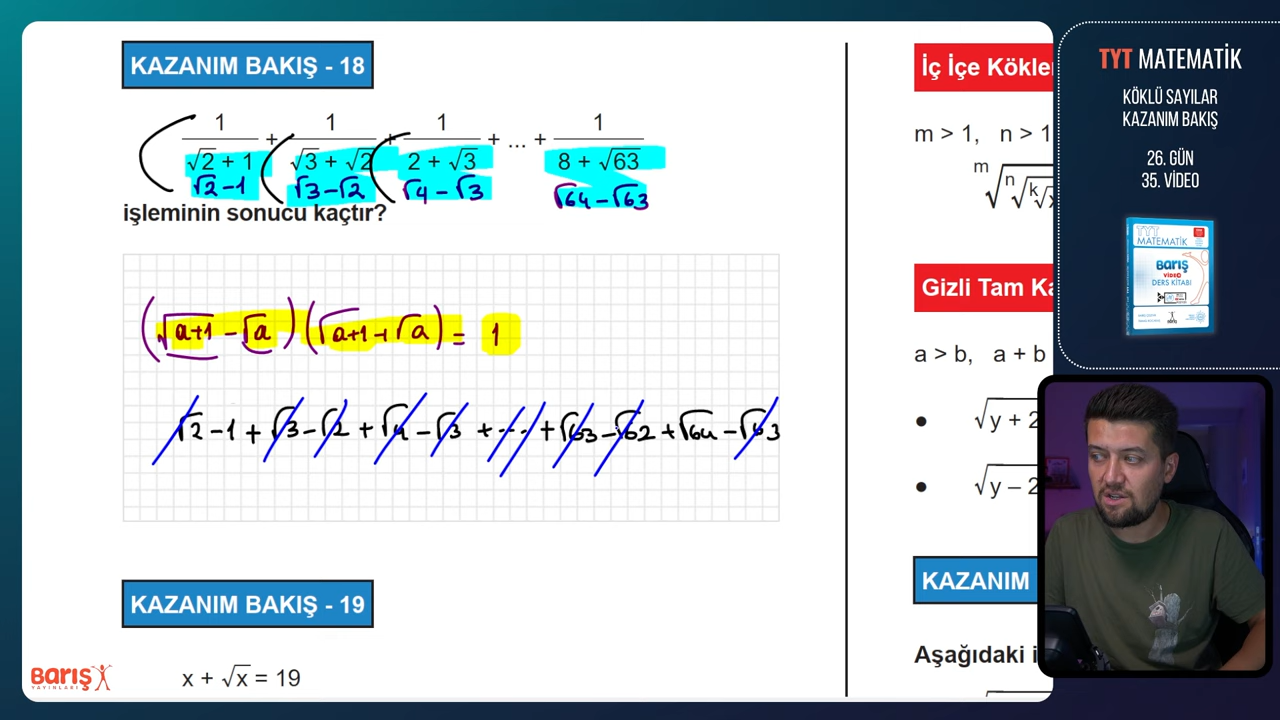 KAZANIM BAKIŞ - 18
1/(√2 + 1) + 1/(√3 + √2) + 1/(2 + √3) + ... + 1/(8 + √63)
√2 - 1 √3 - √2 √4 - √3 √64 - √63
işleminin sonucu kaçtır?
(√a+1 - √a)(√a+1 + √a) = 1
√2 - 1 + √3 - √2 + √4 - √3 + ... + √63 - √62 + √64 - √63
KAZANIM BAKIŞ - 19
x + √x = 19
BARIŞ
YAYINLARI
İç İçe Kökle
m > 1, n > 1
m√n√k√x
Gizli Tam Ka
a > b, a + b
• √y + 2
• √y – 2
KAZANIM
Aşağıdaki i
TYT MATEMATİK
KÖKLÜ SAYILAR
KAZANIM BAKIŞ
26. GÜN
35. VİDEO
TYT
MATEMATİK
BARIŞ
VİDEO
DERS KİTABI